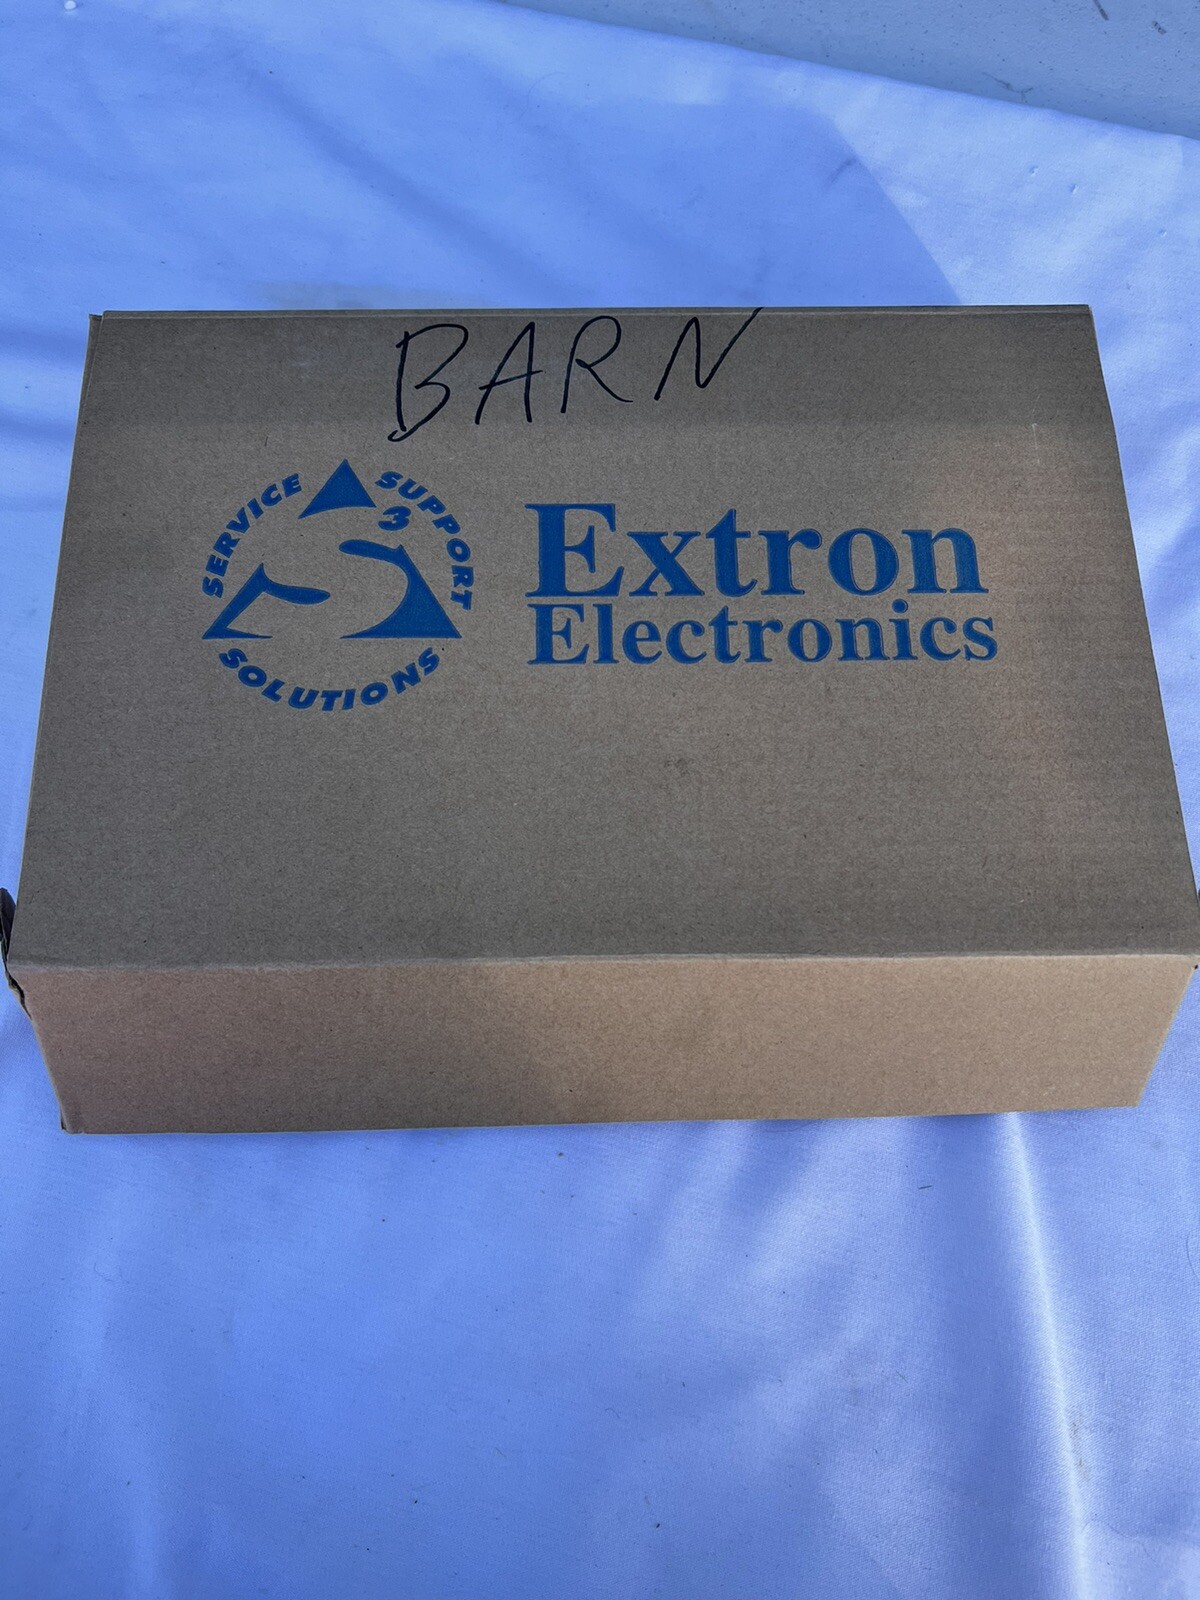 BARN
SERVICE
SUPPORT
3
SOLUTIONS
Extron
Electronics